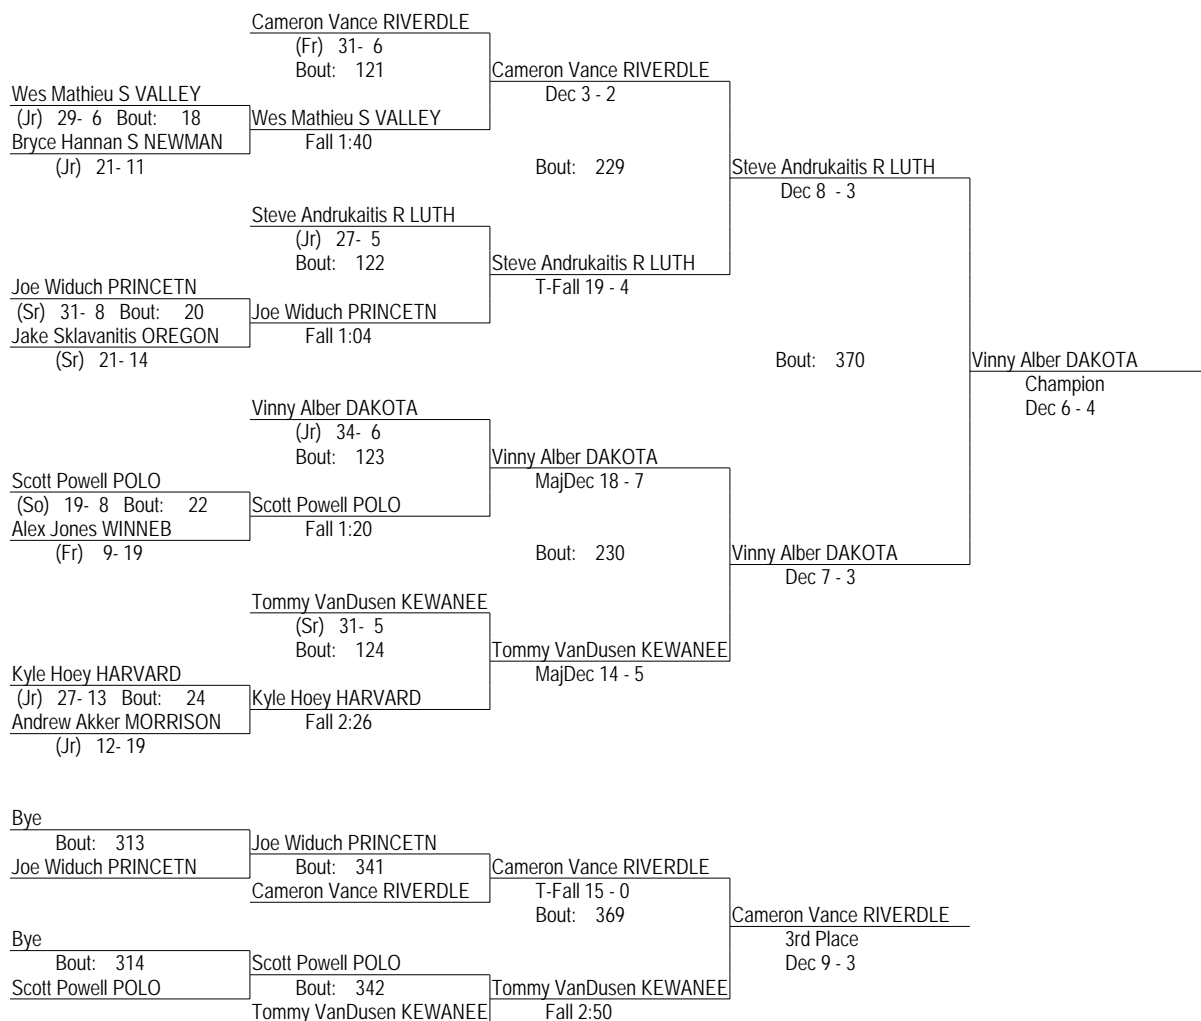 Cameron Vance RIVERDLE
(Fr) 31- 6
Bout: 121
Cameron Vance RIVERDLE
Dec 3 - 2
Wes Mathieu S VALLEY
(Jr) 29- 6 Bout: 18
Wes Mathieu S VALLEY
Bryce Hannan S NEWMAN
Fall 1:40
(Jr) 21- 11
Bout: 229
Steve Andrukaitis R LUTH
Dec 8 - 3
Steve Andrukaitis R LUTH
(Jr) 27- 5
Bout: 122
Steve Andrukaitis R LUTH
T-Fall 19 - 4
Joe Widuch PRINCETN
(Sr) 31- 8 Bout: 20
Joe Widuch PRINCETN
Jake Sklavanitis OREGON
Fall 1:04
(Sr) 21- 14
Bout: 370
Vinny Alber DAKOTA
Champion
Dec 6 - 4
Vinny Alber DAKOTA
(Jr) 34- 6
Bout: 123
Vinny Alber DAKOTA
MajDec 18 - 7
Scott Powell POLO
(So) 19- 8 Bout: 22
Scott Powell POLO
Alex Jones WINNEB
Fall 1:20
(Fr) 9- 19
Bout: 230
Vinny Alber DAKOTA
Dec 7 - 3
Tommy VanDusen KEWANEE
(Sr) 31- 5
Bout: 124
Tommy VanDusen KEWANEE
MajDec 14 - 5
Kyle Hoey HARVARD
(Jr) 27- 13 Bout: 24
Kyle Hoey HARVARD
Andrew Akker MORRISON
Fall 2:26
(Jr) 12- 19
Bye
Bout: 313
Joe Widuch PRINCETN
Joe Widuch PRINCETN
Bout: 341
Cameron Vance RIVERDLE
Cameron Vance RIVERDLE
T-Fall 15 - 0
Bout: 369
Cameron Vance RIVERDLE
3rd Place
Dec 9 - 3
Bye
Bout: 314
Scott Powell POLO
Scott Powell POLO
Bout: 342
Tommy VanDusen KEWANEE
Tommy VanDusen KEWANEE
Fall 2:50